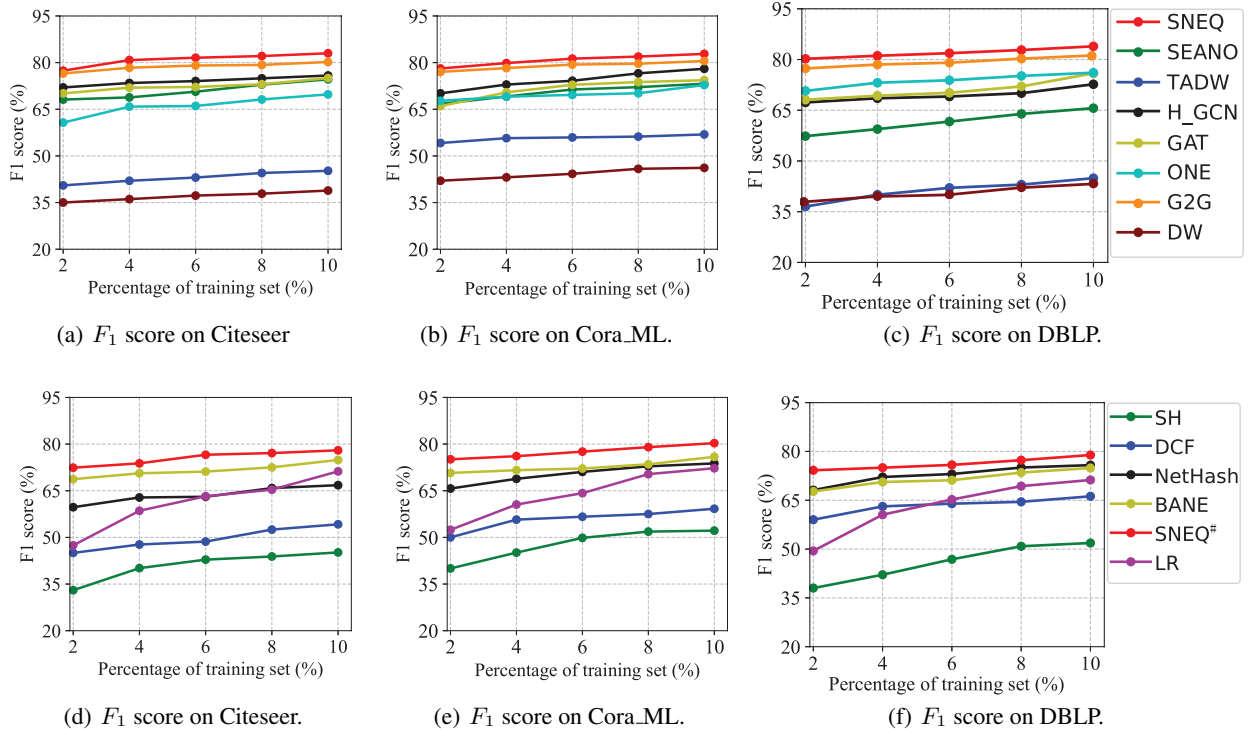 95
80
65
50
35
20
F1 score (%)
2 4 6 8 10
Percentage of training set (%)
(a) F1 score on Citeseer
95
80
65
50
35
20
F1 score (%)
2 4 6 8 10
Percentage of training set (%)
(b) F1 score on Cora_ML.
95
80
65
50
35
20
F1 score (%)
2 4 6 8 10
Percentage of training set (%)
(c) F1 score on DBLP.
SNEQ
SEANO
TADW
H_GCN
GAT
ONE
G2G
DW
95
80
65
50
35
20
F1 score (%)
2 4 6 8 10
Percentage of training set (%)
(d) F1 score on Citeseer.
95
80
65
50
35
20
F1 score (%)
2 4 6 8 10
Percentage of training set (%)
(e) F1 score on Cora_ML.
95
80
65
50
35
20
F1 score (%)
2 4 6 8 10
Percentage of training set (%)
(f) F1 score on DBLP.
SH
DCF
NetHash
BANE
SNEQ#
LR